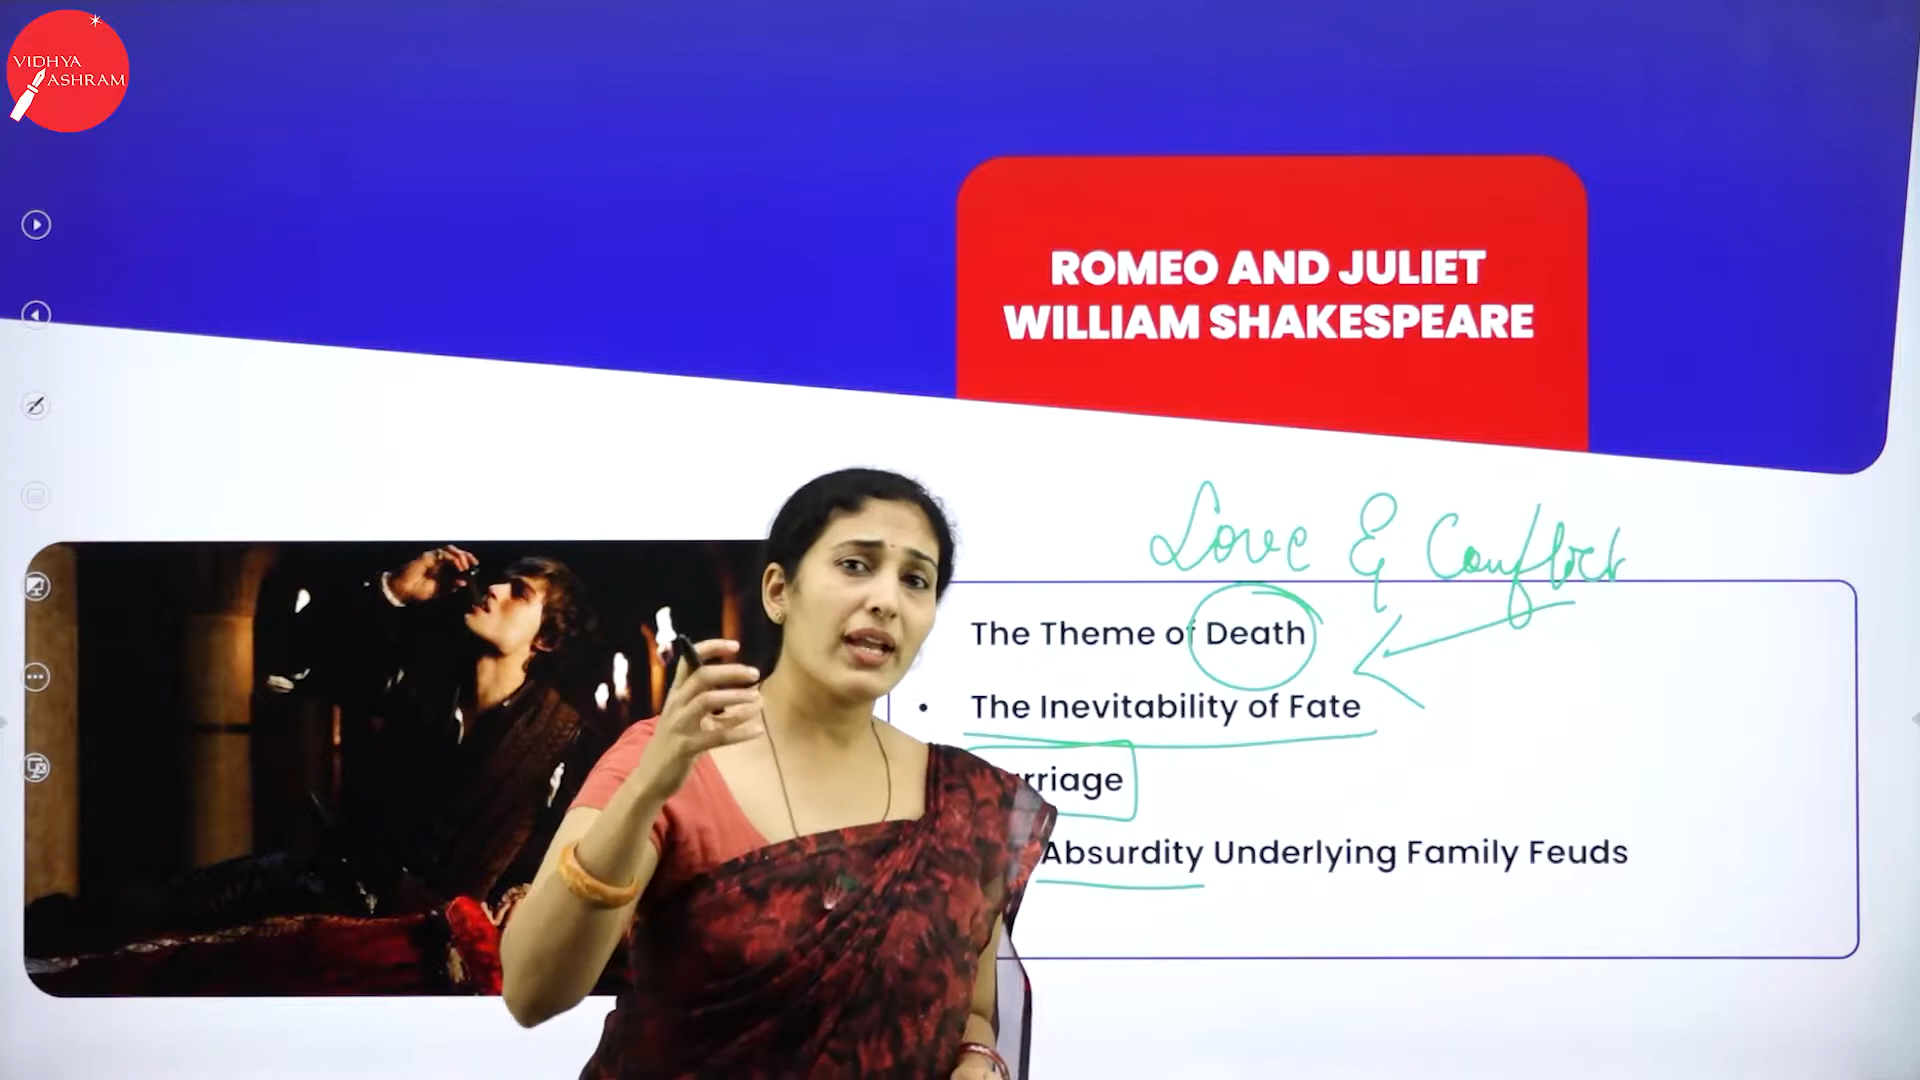 VIDHYA
ASHRAM
ROMEO AND JULIET
WILLIAM SHAKESPEARE
Love & Conflict
The Theme of Death
• The Inevitability of Fate
rriage
Absurdity Underlying Family Feuds